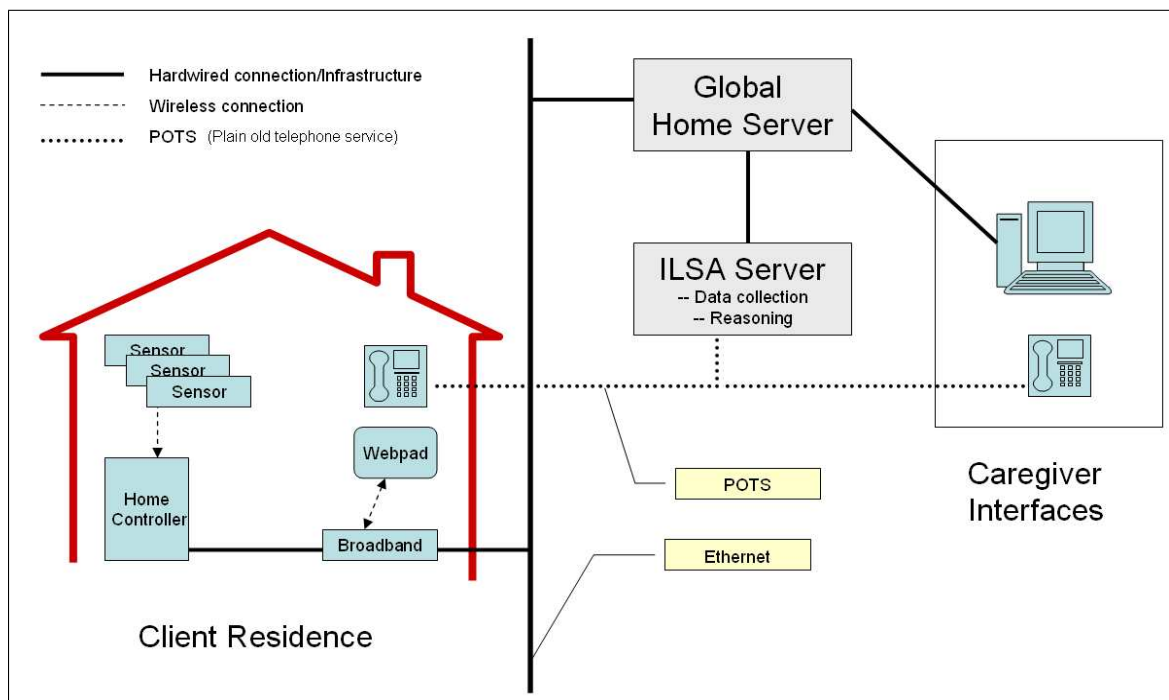 Hardwired connection/Infrastructure
Wireless connection
POTS (Plain old telephone service)
Global
Home Server
ILSA Server
-- Data collection
-- Reasoning
Sensor
Sensor
Sensor
Webpad
Home
Controller
Broadband
Client Residence
POTS
Ethernet
Caregiver
Interfaces